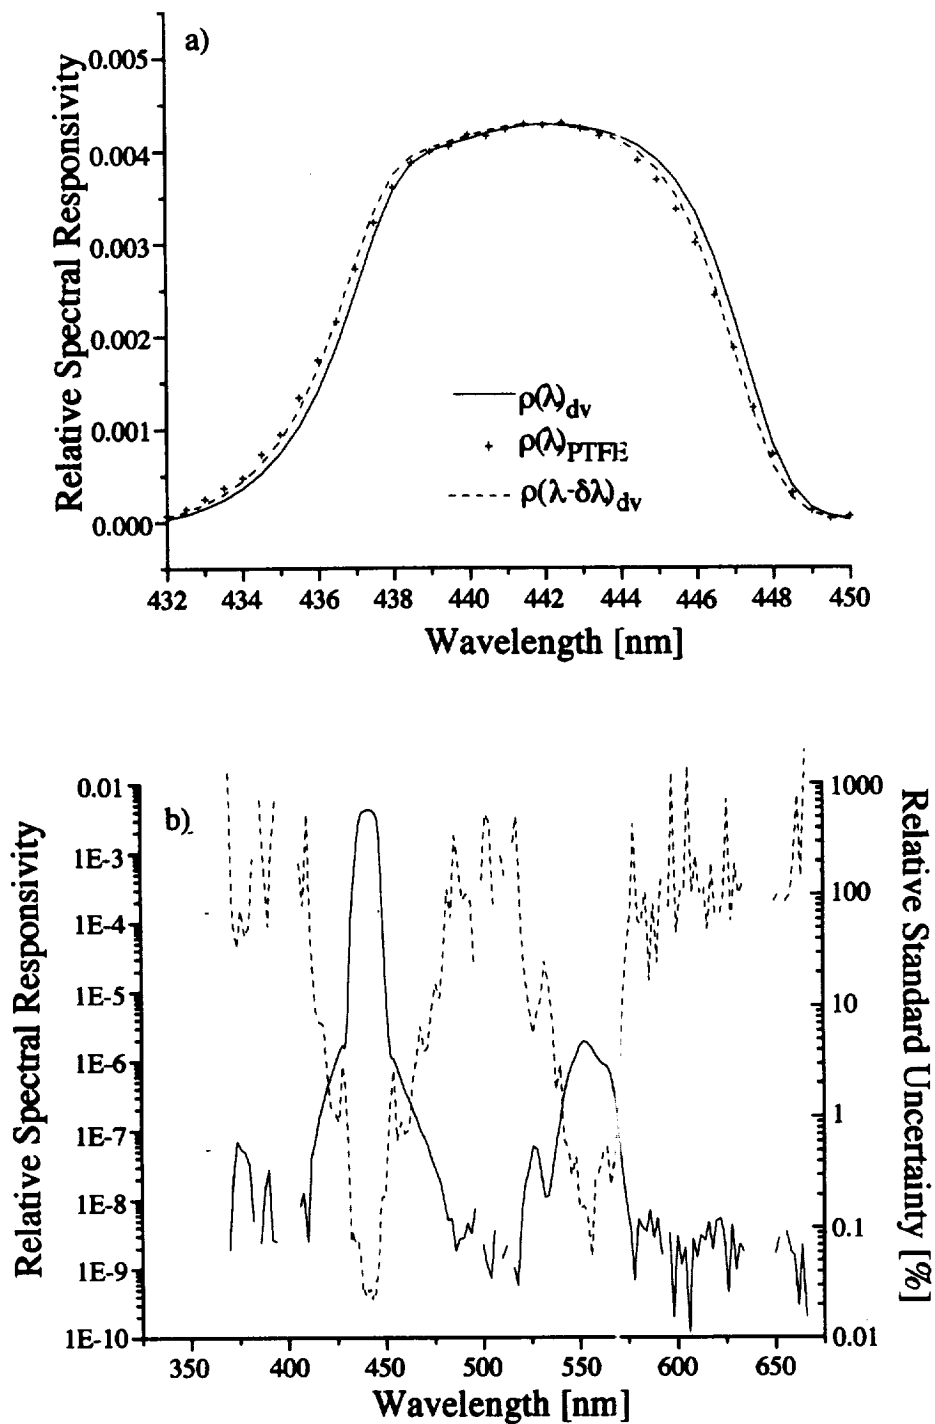 a)
Relative Spectral Responsivity
0.005
0.004
0.003
0.002
0.001
0.000
ρ(λ)dv
ρ(λ)PTFE
ρ(λ-δλ)dv
432 434 436 438 440 442 444 446 448 450
Wavelength [nm]
b)
Relative Spectral Responsivity
0.01
1E-3
1E-4
1E-5
1E-6
1E-7
1E-8
1E-9
1E-10
1000
100
10
1
0.1
0.01
Relative Standard Uncertainty [%]
350 400 450 500 550 600 650
Wavelength [nm]